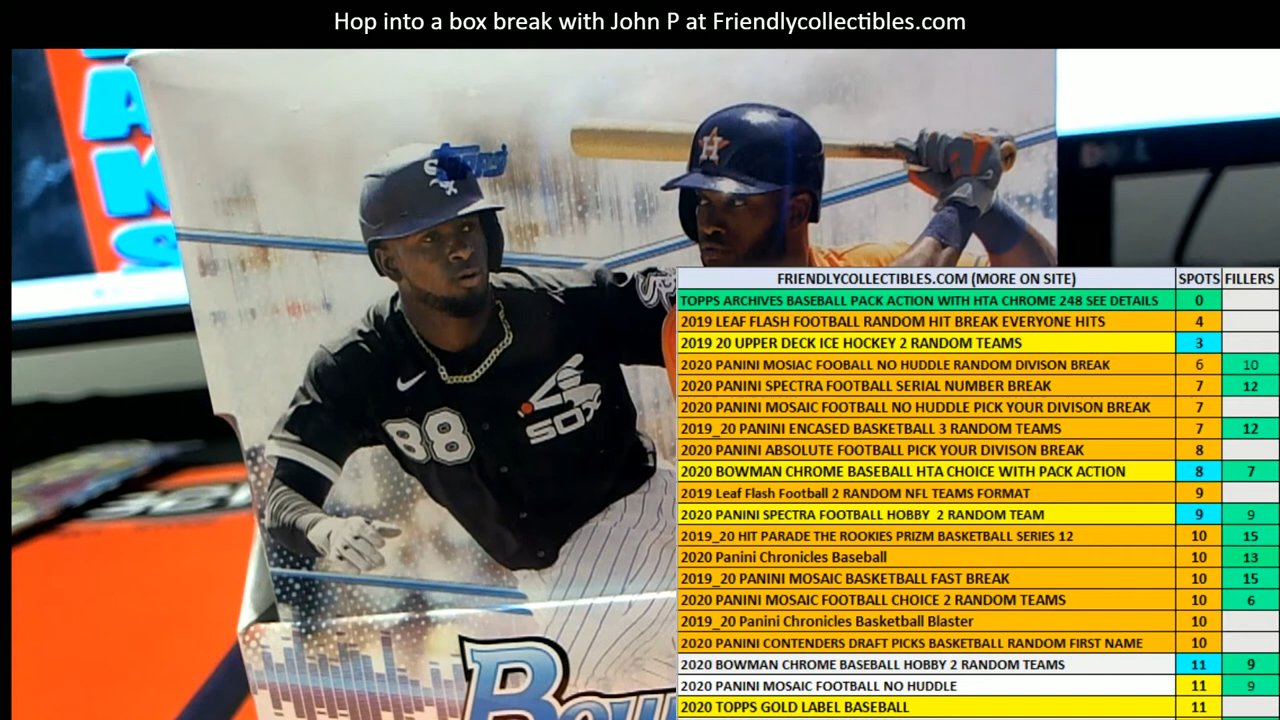 Hop into a box break with John P at Friendlycollectibles.com
A
K
S
SOX
88
SOX
H
Bow
FRIENDLYCOLLECTIBLES.COM (MORE ON SITE) SPOTS FILLERS
TOPPS ARCHIVES BASEBALL PACK ACTION WITH HTA CHROME 248 SEE DETAILS 0
2019 LEAF FLASH FOOTBALL RANDOM HIT BREAK EVERYONE HITS 4
2019 20 UPPER DECK ICE HOCKEY 2 RANDOM TEAMS 3
2020 PANINI MOSIAC FOOBALL NO HUDDLE RANDOM DIVISON BREAK 6 10
2020 PANINI SPECTRA FOOTBALL SERIAL NUMBER BREAK 7 12
2020 PANINI MOSAIC FOOTBALL NO HUDDLE PICK YOUR DIVISON BREAK 7
2019_20 PANINI ENCASED BASKETBALL 3 RANDOM TEAMS 7 12
2020 PANINI ABSOLUTE FOOTBALL PICK YOUR DIVISON BREAK 8
2020 BOWMAN CHROME BASEBALL HTA CHOICE WITH PACK ACTION 8 7
2019 Leaf Flash Football 2 RANDOM NFL TEAMS FORMAT 9
2020 PANINI SPECTRA FOOTBALL HOBBY 2 RANDOM TEAM 9 9
2019_20 HIT PARADE THE ROOKIES PRIZM BASKETBALL SERIES 12 10 15
2020 Panini Chronicles Baseball 10 13
2019_20 PANINI MOSAIC BASKETBALL FAST BREAK 10 15
2020 PANINI MOSAIC FOOTBALL CHOICE 2 RANDOM TEAMS 10 6
2019_20 Panini Chronicles Basketball Blaster 10
2020 PANINI CONTENDERS DRAFT PICKS BASKETBALL RANDOM FIRST NAME 10
2020 BOWMAN CHROME BASEBALL HOBBY 2 RANDOM TEAMS 11 9
2020 PANINI MOSAIC FOOTBALL NO HUDDLE 11 9
2020 TOPPS GOLD LABEL BASEBALL 11